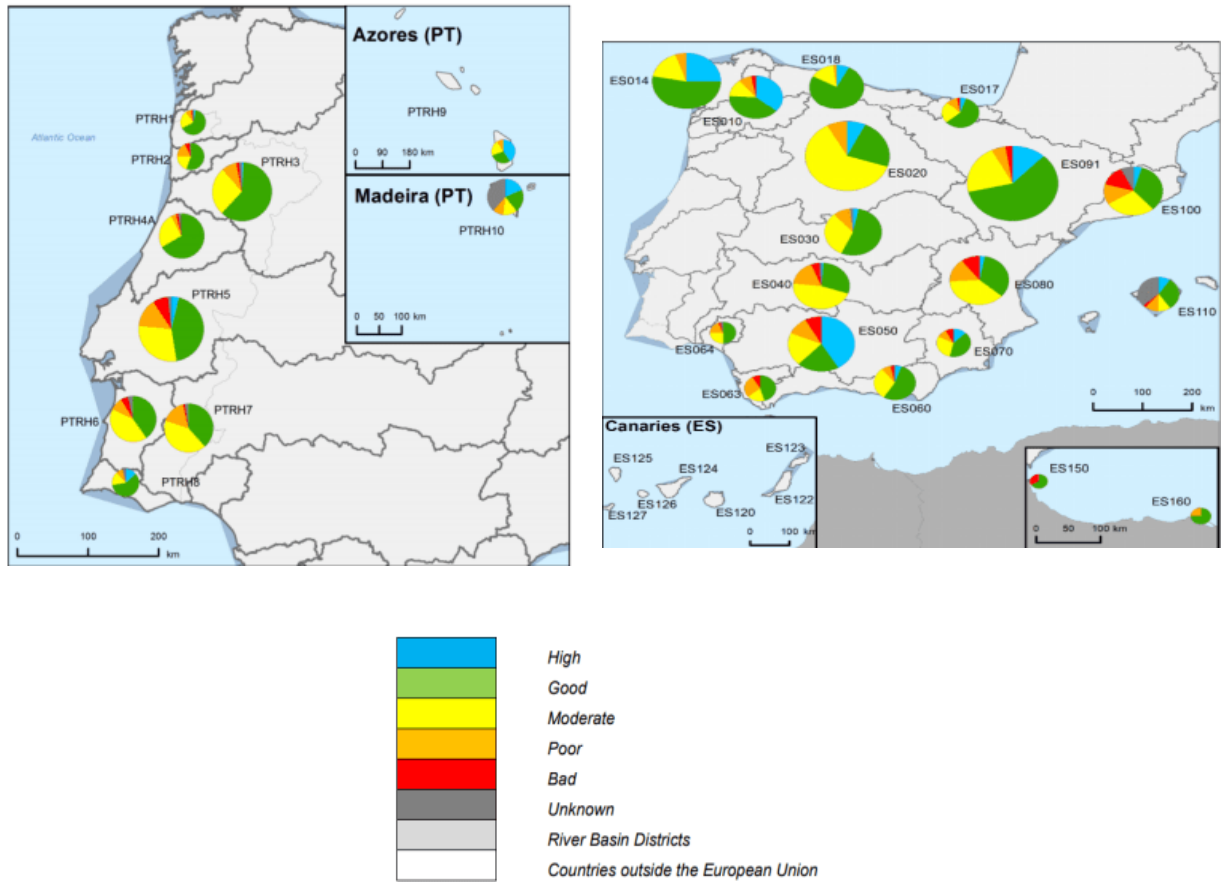 Azores (PT)
PTRH9
0 90 180 km
Madeira (PT)
PTRH10
0 50 100 km
Atlantic Ocean
PTRH1
PTRH2
PTRH3
PTRH4A
PTRH5
PTRH6
PTRH7
PTRH8
0 100 200
km
ES014
ES018
ES017
ES010
ES020
ES091
ES100
ES030
ES040
ES080
ES110
ES050
ES064
ES070
ES063
ES060
0 100 200
km
Canaries (ES)
ES123
ES125
ES124
ES126
ES122
ES127
ES120
0 100 km
ES150
ES160
0 50 100
km
High
Good
Moderate
Poor
Bad
Unknown
River Basin Districts
Countries outside the European Union